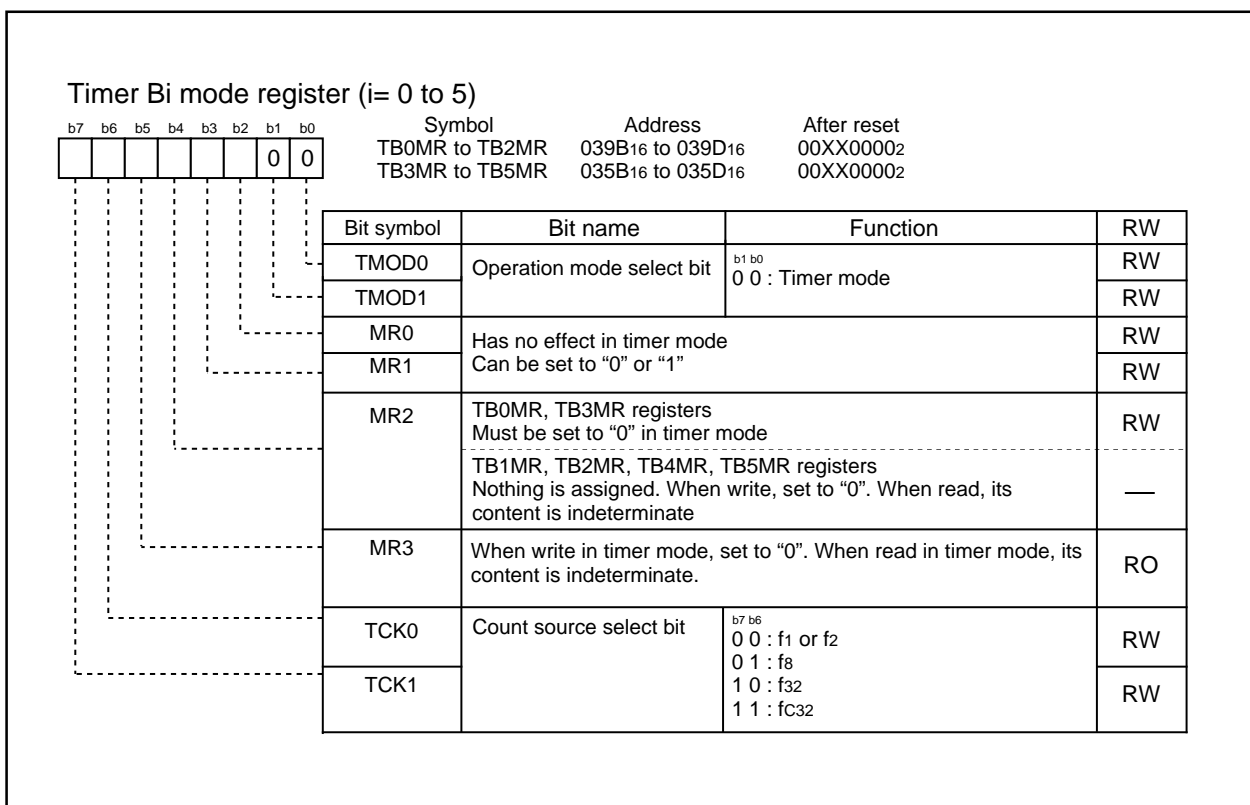 Timer Bi mode register (i= 0 to 5)
b7 b6 b5 b4 b3 b2 b1 b0
0 0
Symbol Address After reset
TB0MR to TB2MR 039B16 to 039D16 00XX00002
TB3MR to TB5MR 035B16 to 035D16 00XX00002
Bit symbol Bit name Function RW
TMOD0 Operation mode select bit b1 b0 RW
0 0 : Timer mode
TMOD1 RW
MR0 Has no effect in timer mode RW
MR1 Can be set to “0” or “1” RW
MR2 TB0MR, TB3MR registers RW
Must be set to “0” in timer mode
TB1MR, TB2MR, TB4MR, TB5MR registers
Nothing is assigned. When write, set to “0”. When read, its —
content is indeterminate
MR3 When write in timer mode, set to “0”. When read in timer mode, its RO
content is indeterminate.
TCK0 Count source select bit b7 b6 RW
0 0 : f1 or f2
0 1 : f8
TCK1 1 0 : f32 RW
1 1 : fC32